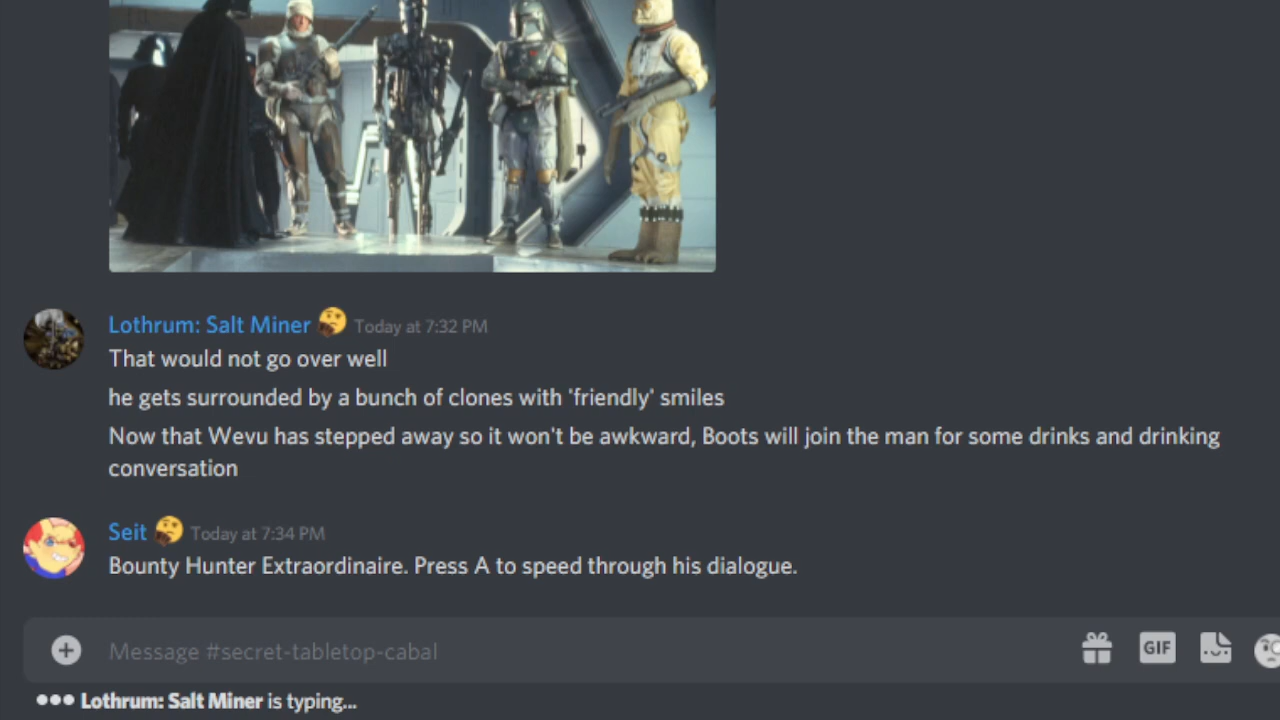 Lothrum: Salt Miner 🤔 Today at 7:32 PM
That would not go over well
he gets surrounded by a bunch of clones with 'friendly' smiles
Now that Wevu has stepped away so it won't be awkward, Boots will join the man for some drinks and drinking
conversation
Seit 🤔 Today at 7:34 PM
Bounty Hunter Extraordinaire. Press A to speed through his dialogue.
Message #secret-tabletop-cabal
GIF
Lothrum: Salt Miner is typing...